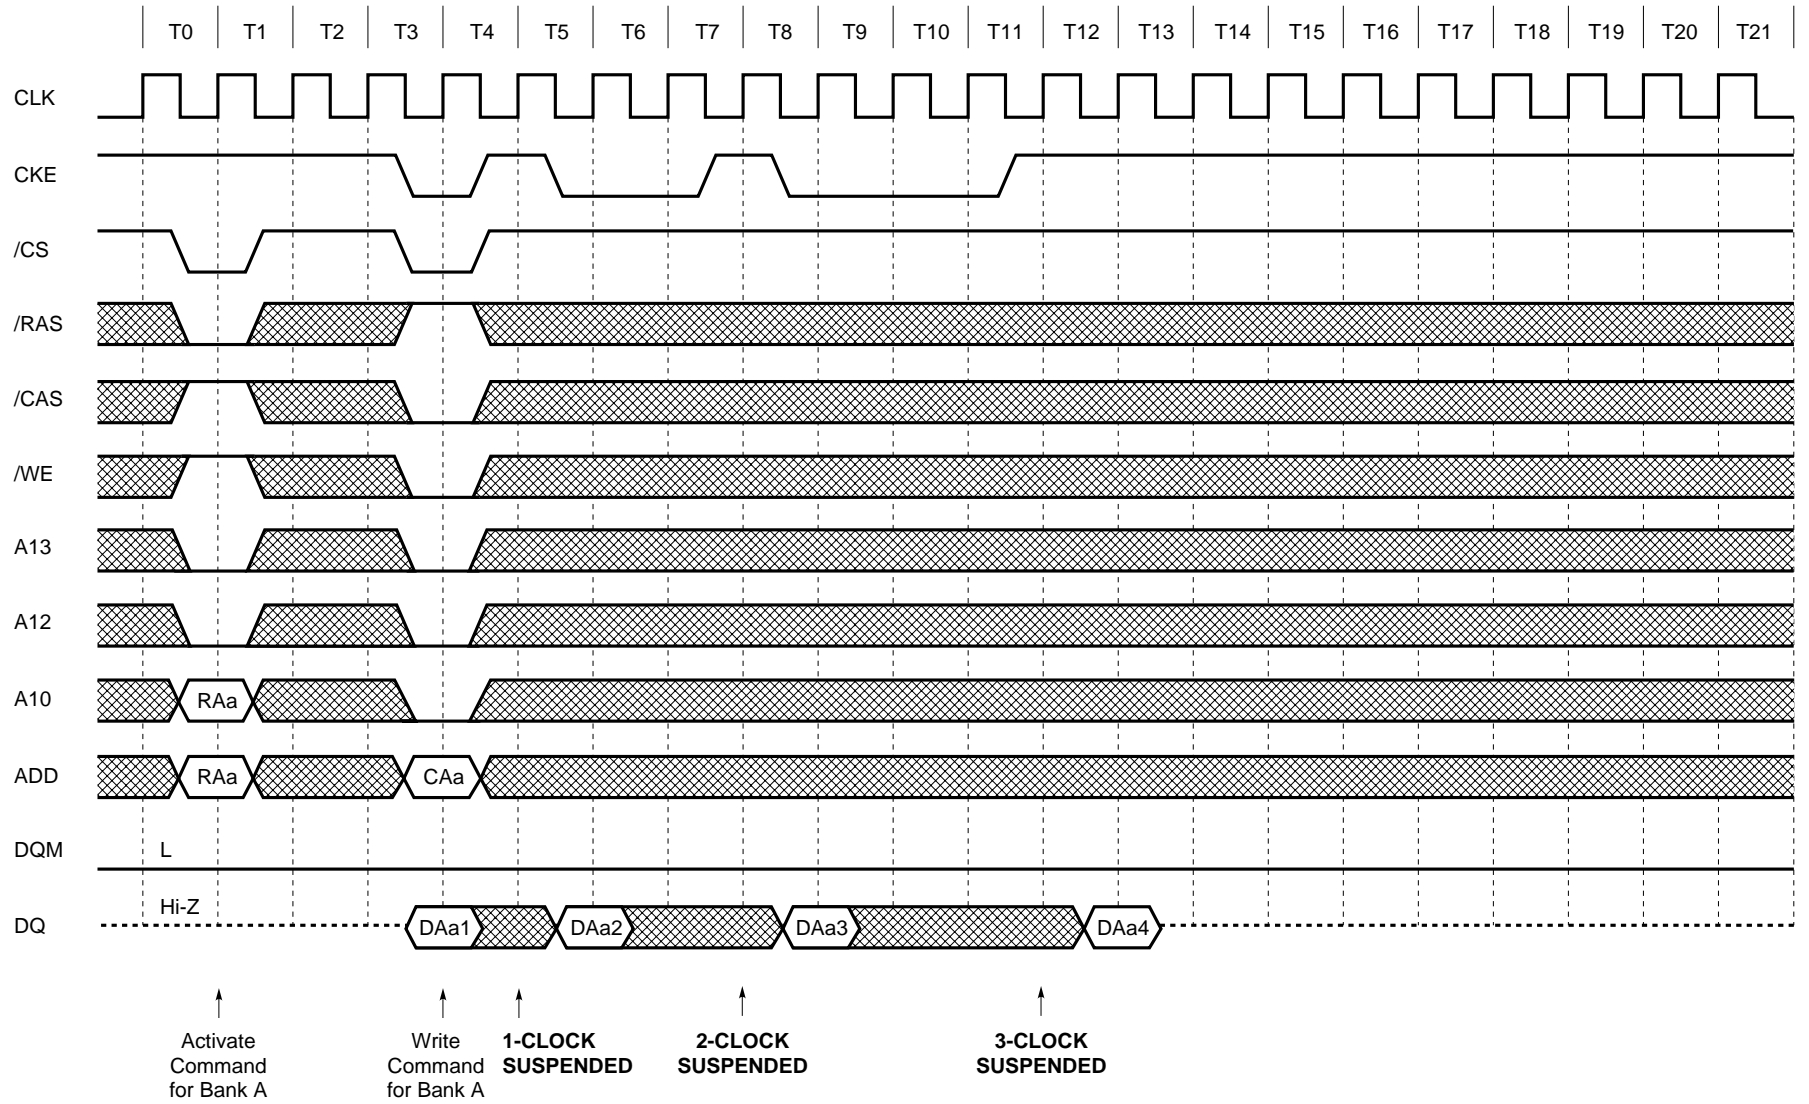 T0 T1 T2 T3 T4 T5 T6 T7 T8 T9 T10 T11 T12 T13 T14 T15 T16 T17 T18 T19 T20 T21
CLK
CKE
/CS
/RAS
/CAS
/WE
A13
A12
A10 RAa
ADD RAa CAa
DQM L
Hi-Z
DQ DAa1 DAa2 DAa3 DAa4
Activate
Command
for Bank A
Write
Command
for Bank A
1-CLOCK
SUSPENDED
2-CLOCK
SUSPENDED
3-CLOCK
SUSPENDED